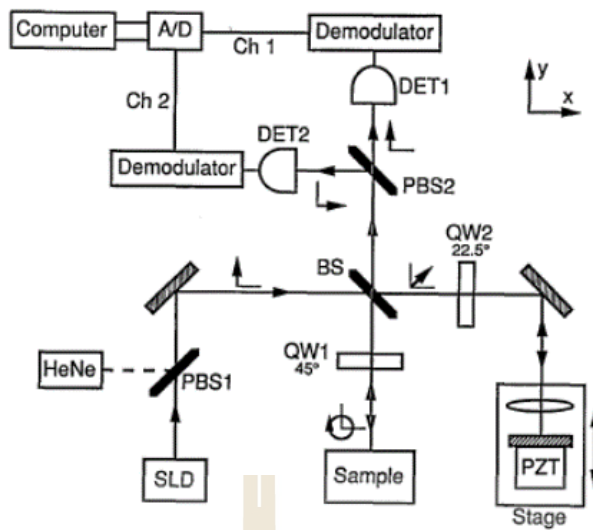 Computer
A/D
Demodulator
Ch 1
Ch 2
DET1
DET2
Demodulator
PBS2
y
x
QW2
22.5°
BS
QW1
45°
HeNe
PBS1
SLD
Sample
PZT
Stage